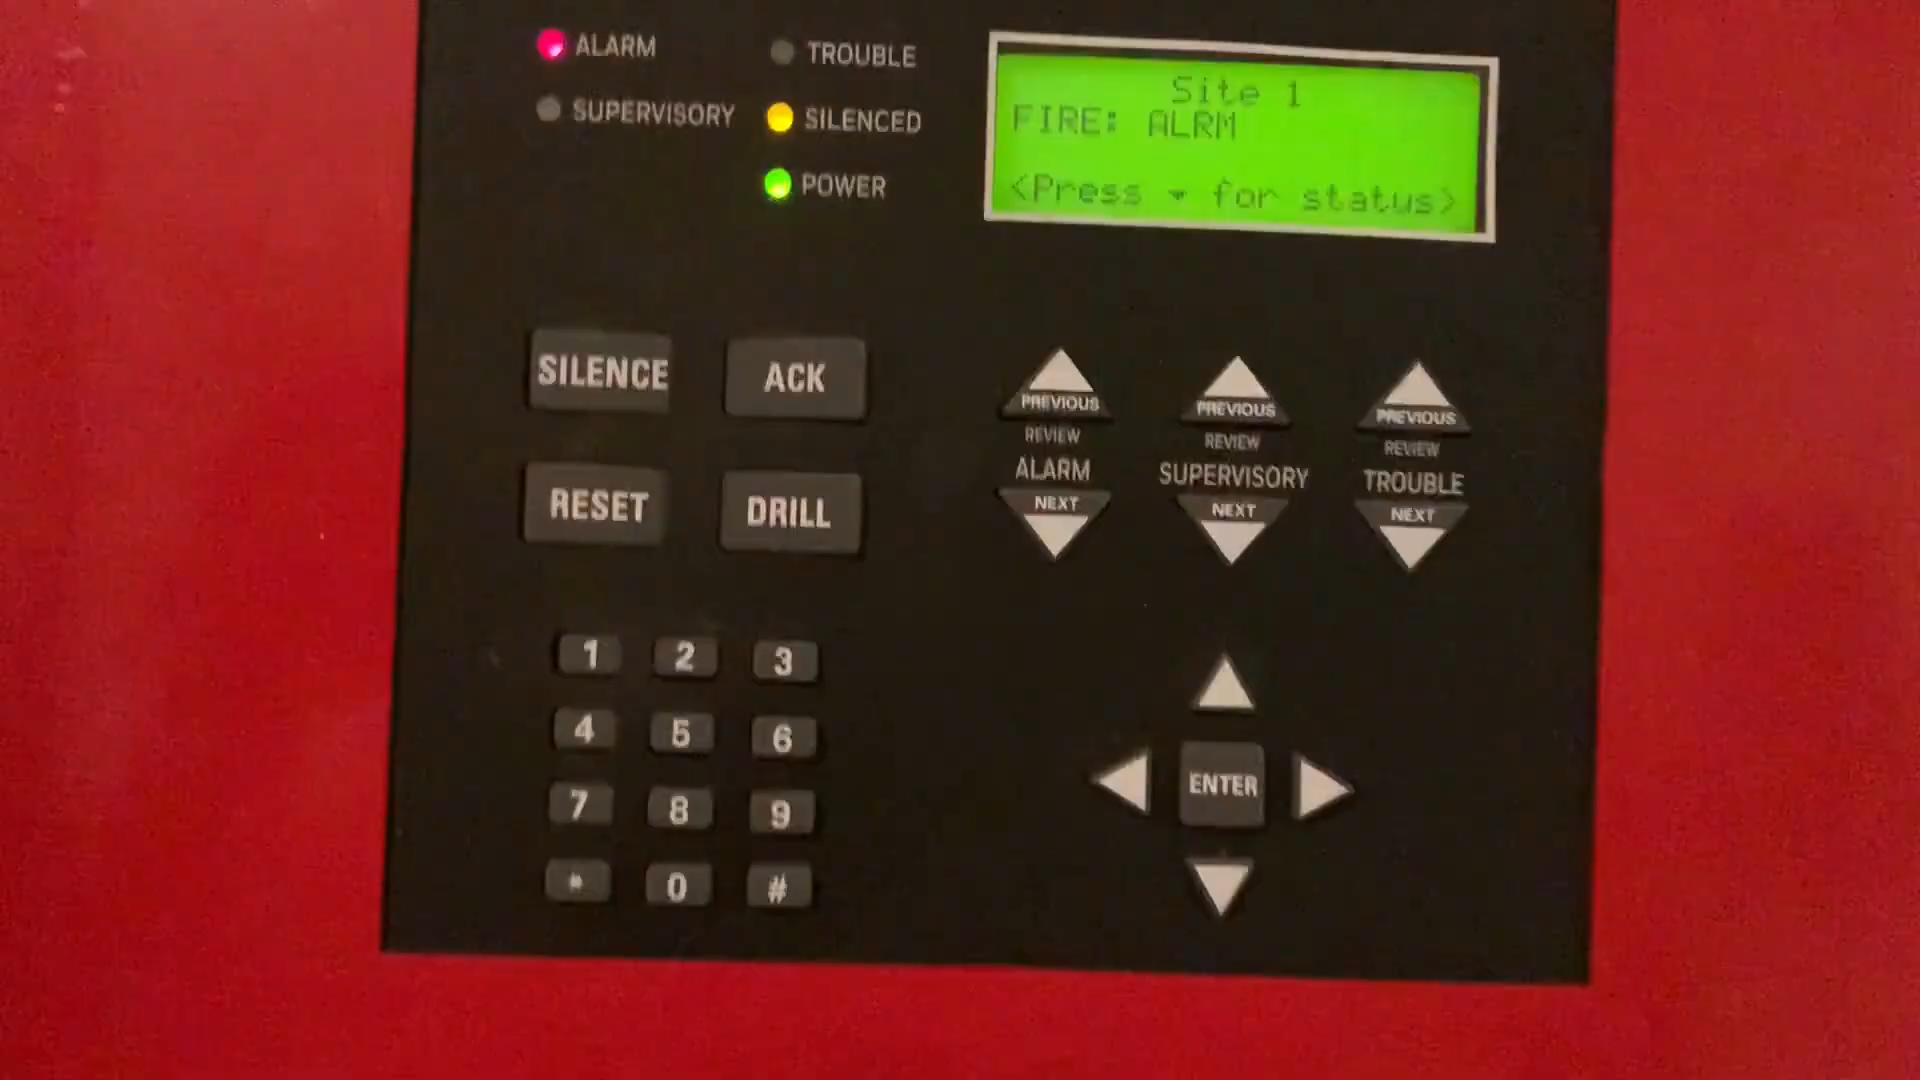 ALARM
TROUBLE
SUPERVISORY
SILENCED
POWER
Site 1
FIRE: ALRM
<Press ▾ for status>
SILENCE
ACK
RESET
DRILL
PREVIOUS
REVIEW
ALARM
NEXT
PREVIOUS
REVIEW
SUPERVISORY
NEXT
PREVIOUS
REVIEW
TROUBLE
NEXT
1 2 3
4 5 6
7 8 9
* 0 #
ENTER